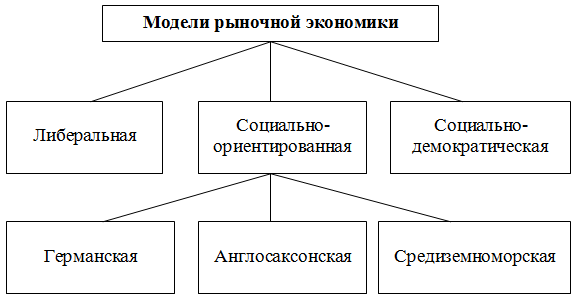 Модели рыночной экономики
Либеральная
Социально-
ориентированная
Социально-
демократическая
Германская
Англосаксонская
Средиземноморская